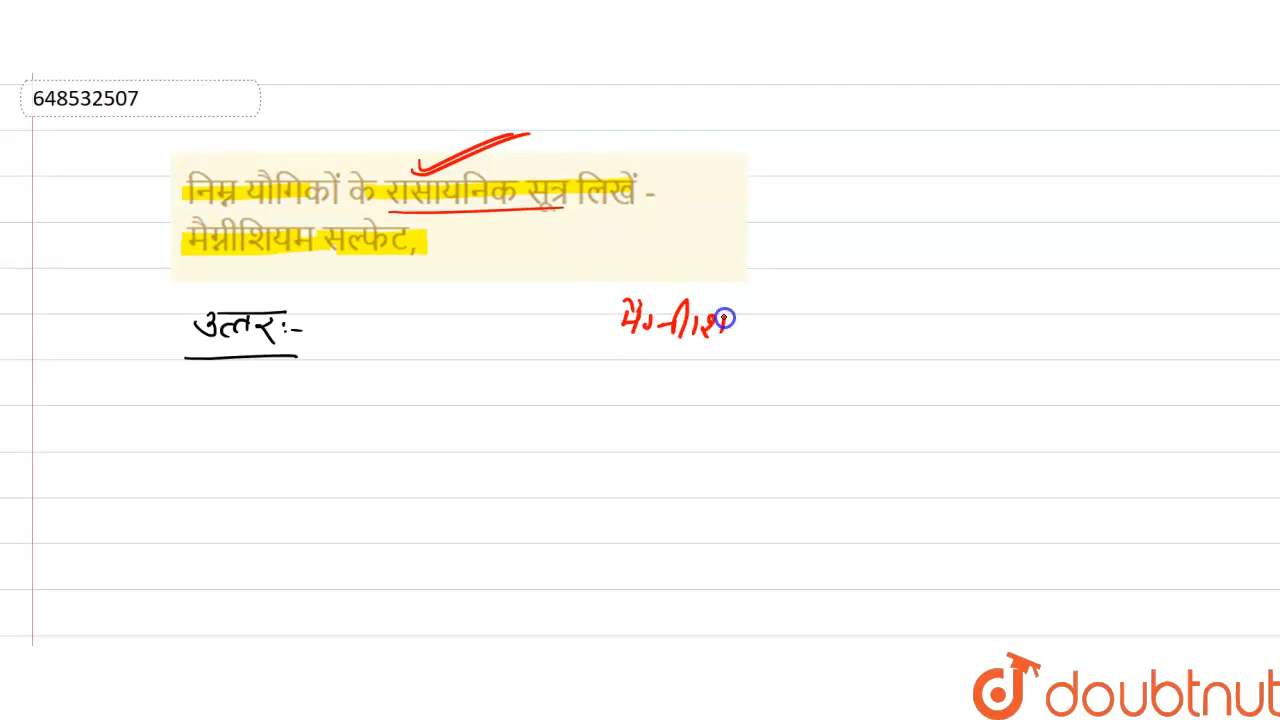 648532507
निम्न यौगिकों के रासायनिक सूत्र लिखें -
मैग्नीशियम सल्फेट,
उत्तरः-
मैग्नीश
doubtnut